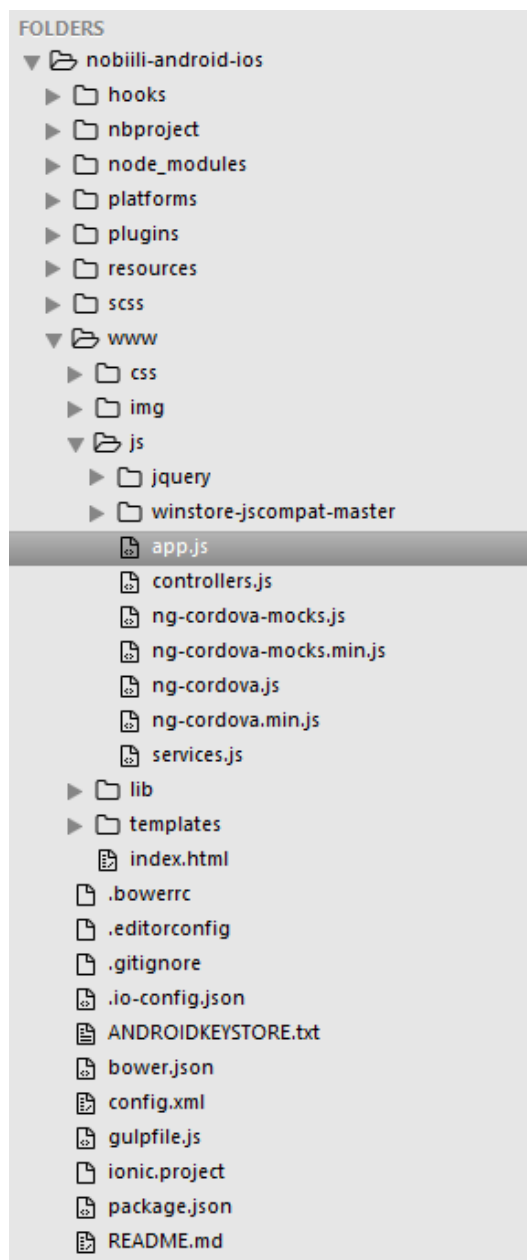 FOLDERS
nobiili-android-ios
hooks
nbproject
node_modules
platforms
plugins
resources
scss
www
css
img
js
jquery
winstore-jscompat-master
app.js
controllers.js
ng-cordova-mocks.js
ng-cordova-mocks.min.js
ng-cordova.js
ng-cordova.min.js
services.js
lib
templates
index.html
.bowerrc
.editorconfig
.gitignore
.io-config.json
ANDROIDKEYSTORE.txt
bower.json
config.xml
gulpfile.js
ionic.project
package.json
README.md